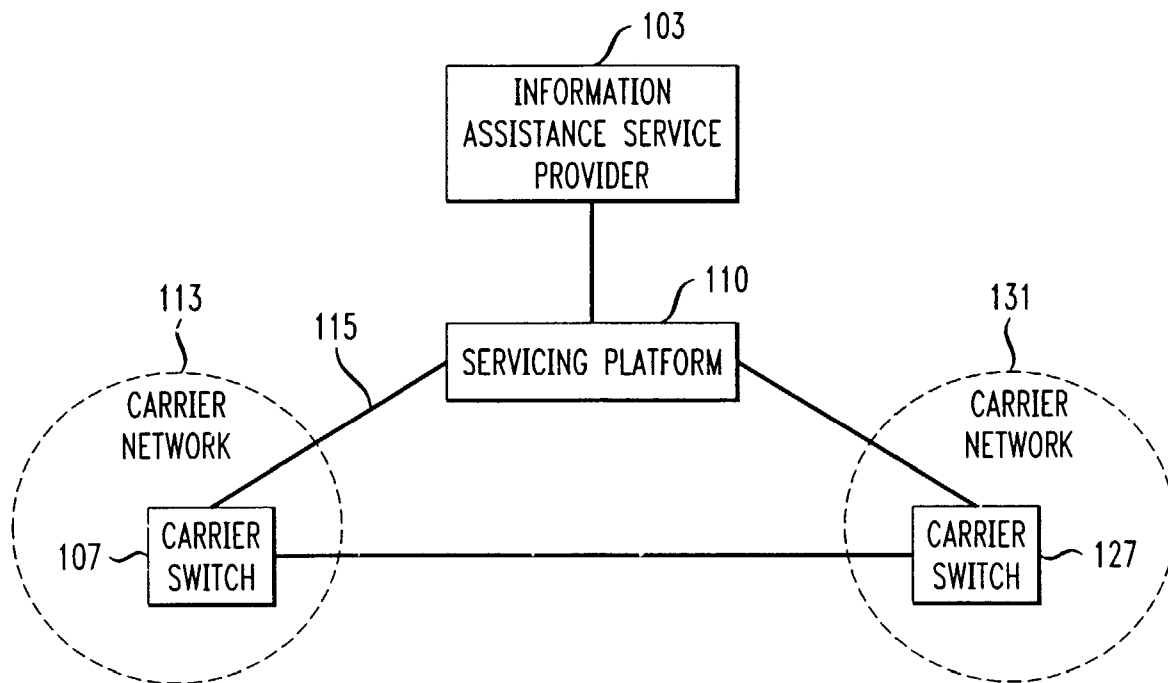 103
INFORMATION
ASSISTANCE SERVICE
PROVIDER
110
113
115
131
SERVICING PLATFORM
CARRIER
NETWORK
CARRIER
NETWORK
107
CARRIER
SWITCH
CARRIER
SWITCH
127